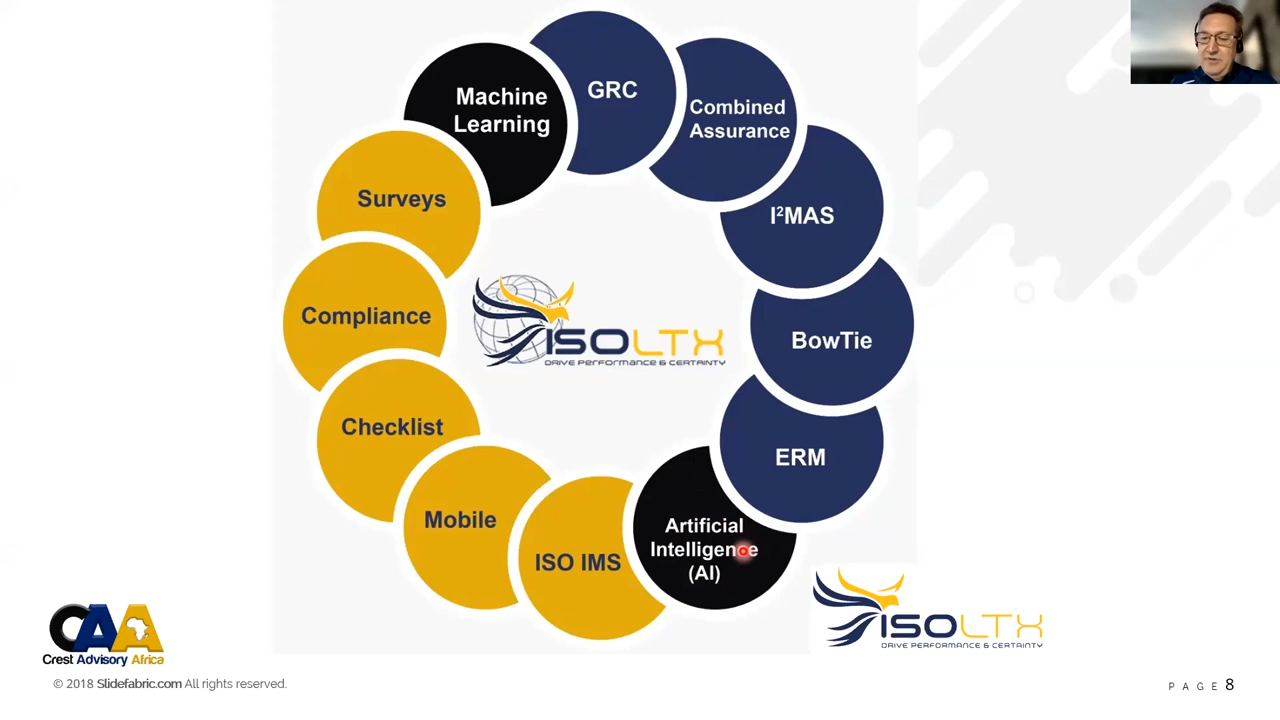 Machine
Learning
GRC
Combined
Assurance
I²MAS
BowTie
ERM
Artificial
Intelligence
(AI)
ISO IMS
Mobile
Checklist
Compliance
Surveys
ISOLTX
DRIVE PERFORMANCE & CERTAINTY
ISOLTX
DRIVE PERFORMANCE & CERTAINTY
CAA
Crest Advisory Africa
© 2018 Slidefabric.com All rights reserved.
PAGE 8